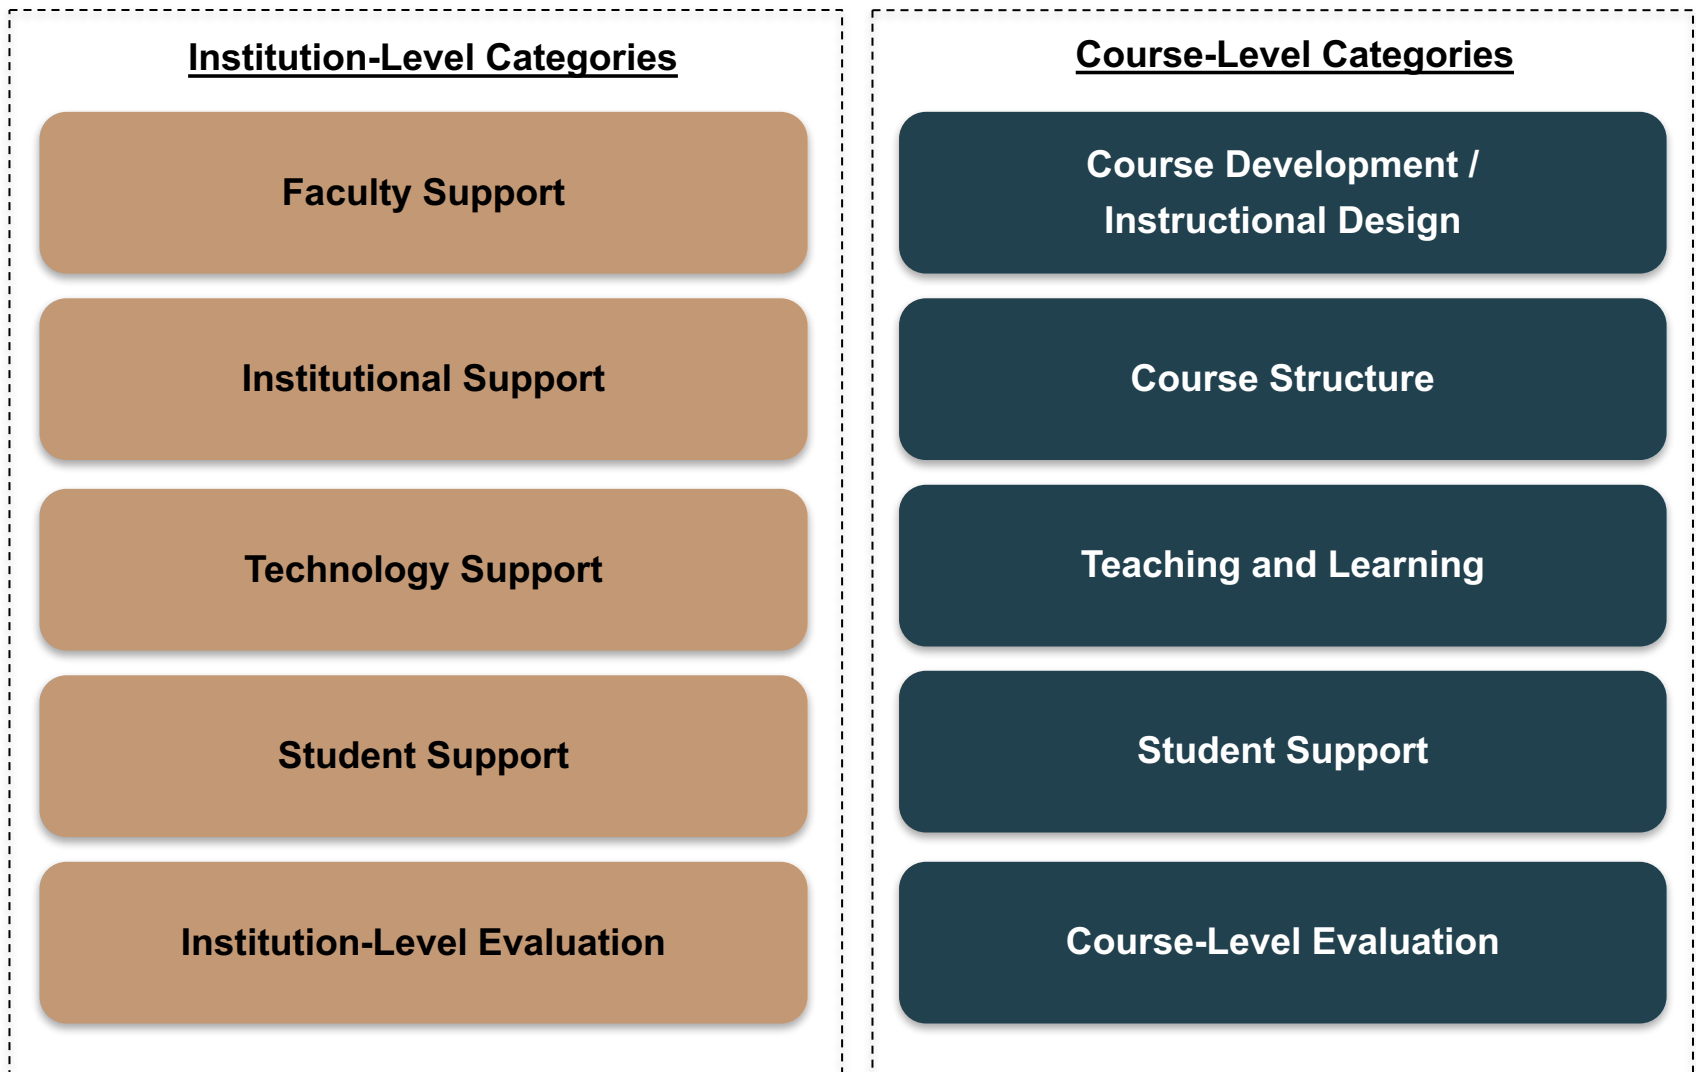 Institution-Level Categories
Faculty Support
Institutional Support
Technology Support
Student Support
Institution-Level Evaluation
Course-Level Categories
Course Development /
Instructional Design
Course Structure
Teaching and Learning
Student Support
Course-Level Evaluation